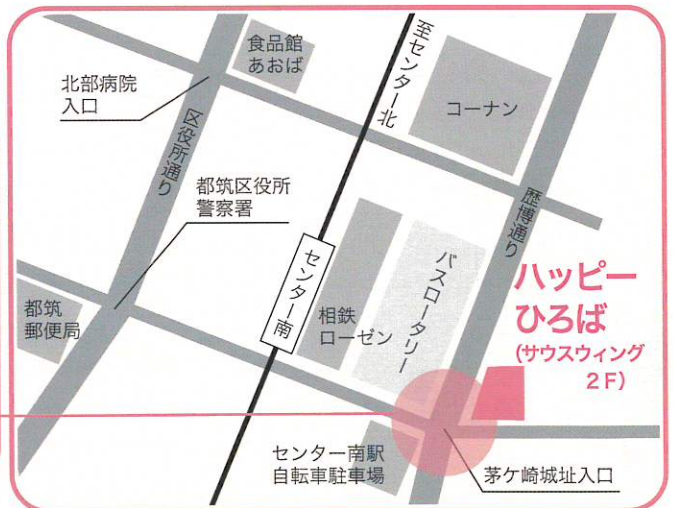 食品館
あおば
北部病院
入口
至センター北
コーナン
区役所通り
都筑区役所
警察署
歴博通り
センター南
相鉄
ローゼン
バスロータリー
ハッピー
ひろば
(サウスウィング
2F)
都筑
郵便局
センター南駅
自転車駐車場
茅ケ崎城址入口